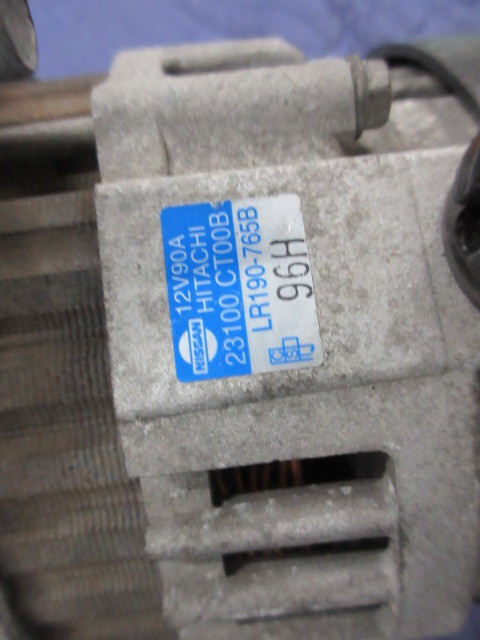 12V90A
NISSAN HITACHI
23100 CT00B
LR190-765B
96H